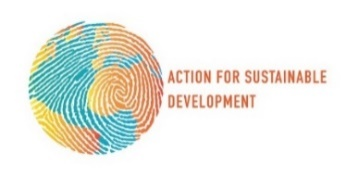 ACTION FOR SUSTAINABLE
DEVELOPMENT